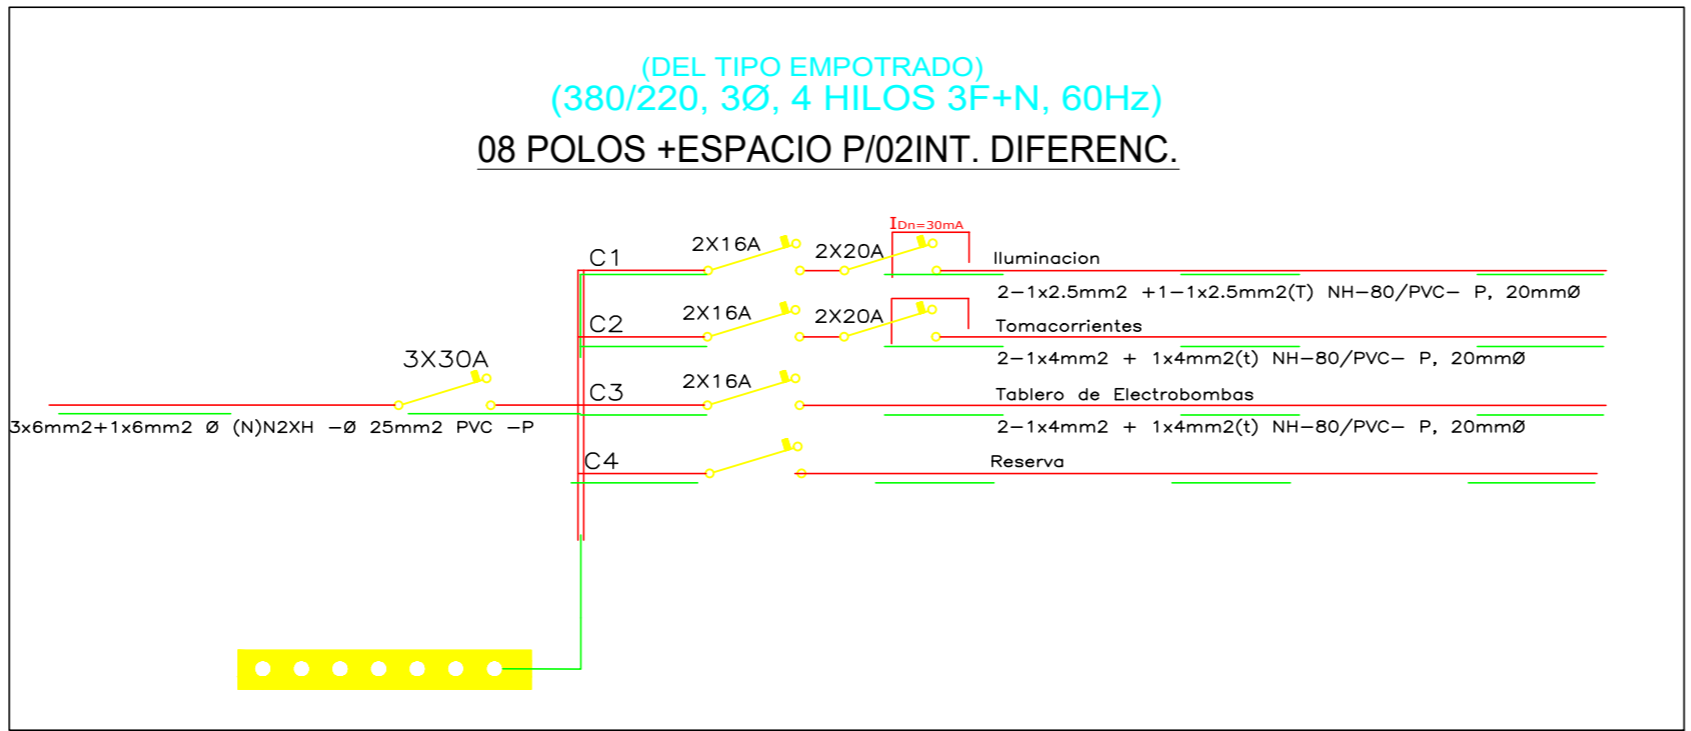 (DEL TIPO EMPOTRADO)
(380/220, 3Ø, 4 HILOS 3F+N, 60Hz)
08 POLOS +ESPACIO P/02INT. DIFERENC.
IDn=30mA
C1 2X16A 2X20A Iluminacion
2-1x2.5mm2 +1-1x2.5mm2(T) NH-80/PVC- P, 20mmØ
C2 2X16A 2X20A Tomacorrientes
2-1x4mm2 + 1x4mm2(t) NH-80/PVC- P, 20mmØ
3X30A
C3 2X16A Tablero de Electrobombas
3x6mm2+1x6mm2 Ø (N)N2XH -Ø 25mm2 PVC -P
2-1x4mm2 + 1x4mm2(t) NH-80/PVC- P, 20mmØ
C4 Reserva